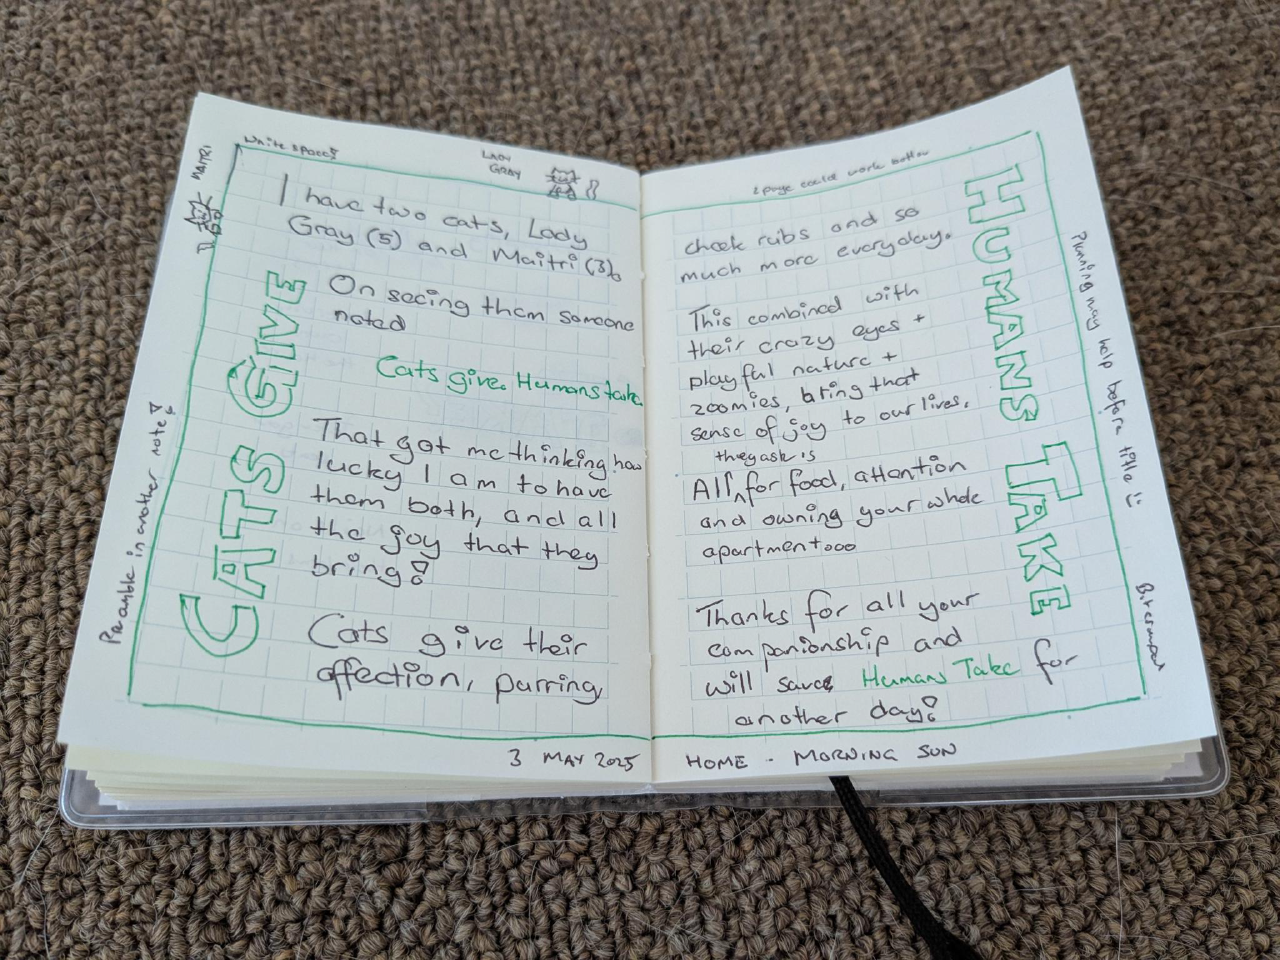 White space!
LADY
GRAY
MAITRI
CATS GIVE
I have two cats, Lady
Gray (5) and Maitri (3).
On seeing them someone
noted
Cats give. Humans take.
That got me thinking how
lucky I am to have
them both, and all
the joy that they
bring!
Cats give their
affection, purring,
Preamble in another note!
3 MAY 2025
1 page could work better
cheek rubs and so
much more everyday.
This combined with
their crazy eyes +
playful nature +
zoomies, bring that
sense of joy to our lives.
they ask is
All ^ for food, attention
and owning your whole
apartment...
Thanks for all your
companionship and
will save Humans Take for
another day!
HUMANS TAKE
Planning may help before title :)
HOME - MORNING SUN